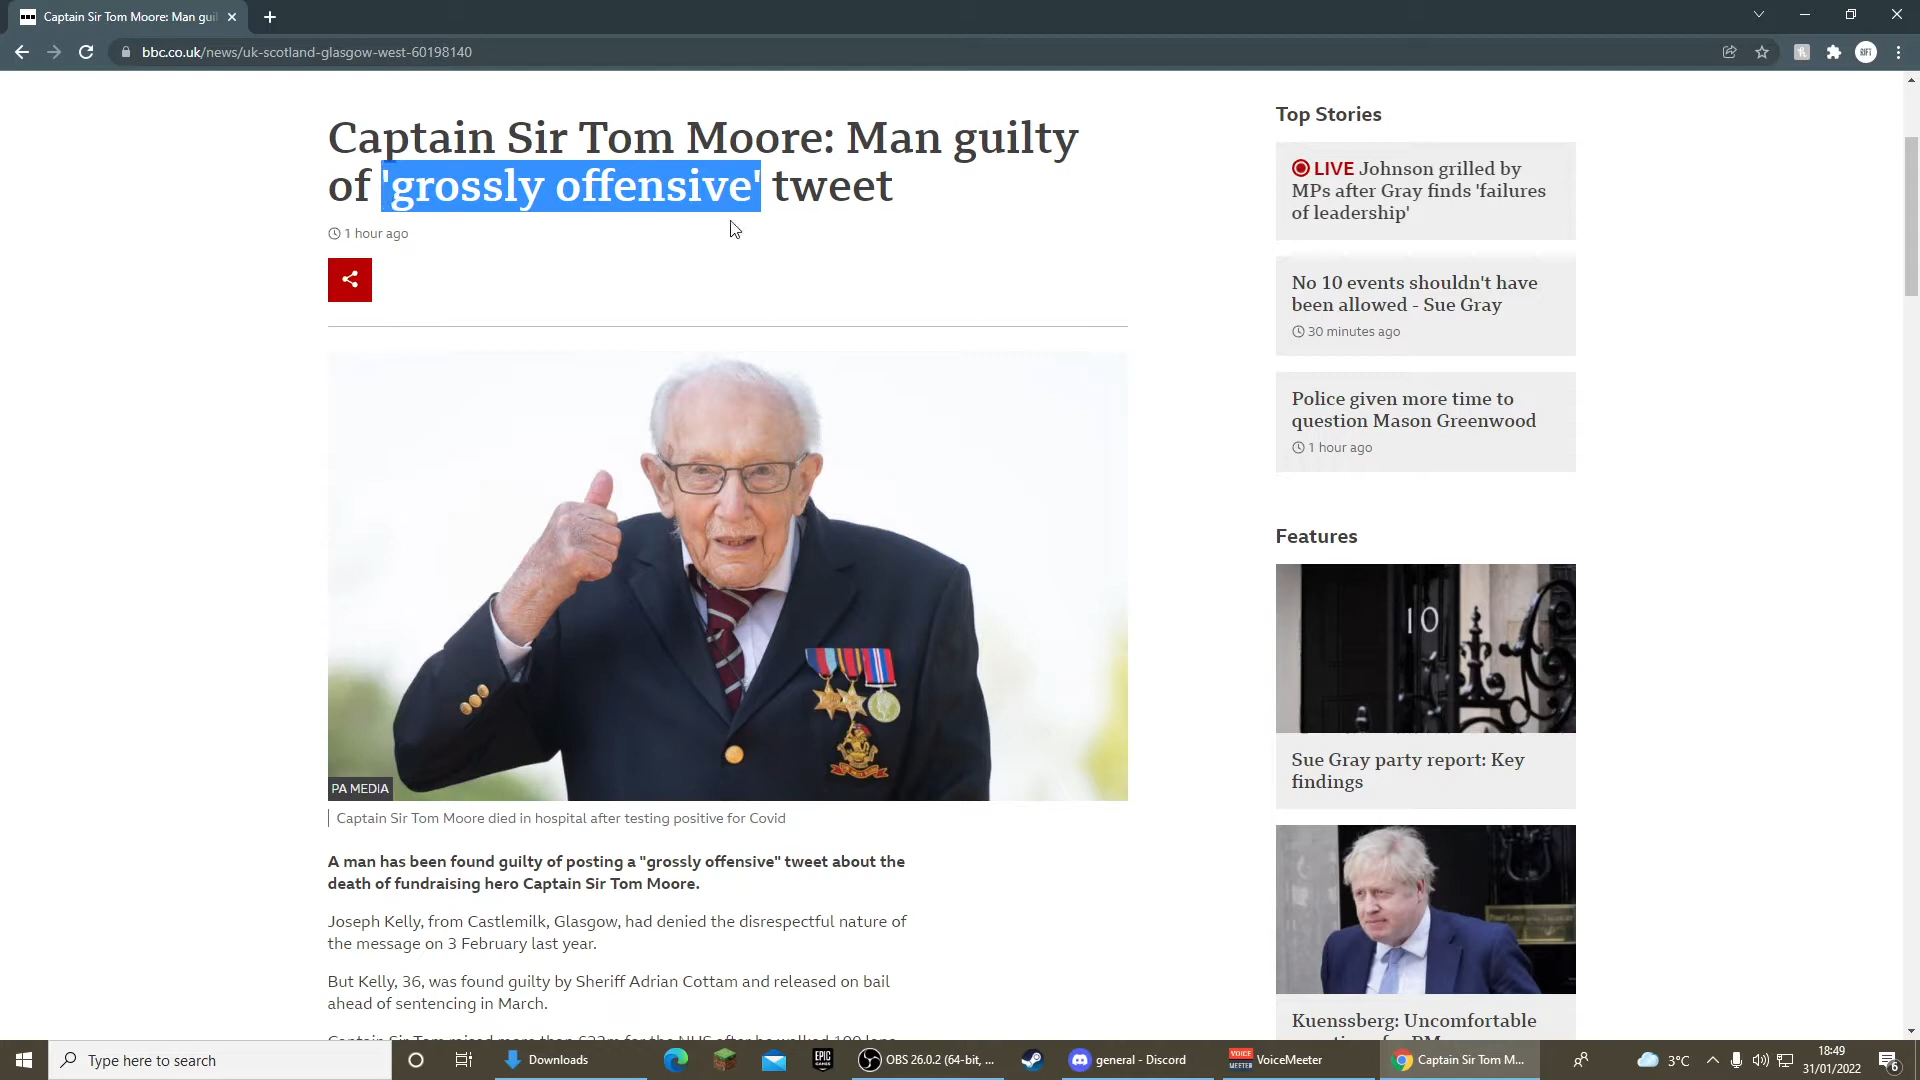 Captain Sir Tom Moore: Man guil
bbc.co.uk/news/uk-scotland-glasgow-west-60198140
RIFT
Captain Sir Tom Moore: Man guilty
of 'grossly offensive' tweet
1 hour ago
PA MEDIA
Captain Sir Tom Moore died in hospital after testing positive for Covid
A man has been found guilty of posting a "grossly offensive" tweet about the
death of fundraising hero Captain Sir Tom Moore.
Joseph Kelly, from Castlemilk, Glasgow, had denied the disrespectful nature of
the message on 3 February last year.
But Kelly, 36, was found guilty by Sheriff Adrian Cottam and released on bail
ahead of sentencing in March.
Top Stories
LIVE Johnson grilled by
MPs after Gray finds 'failures
of leadership'
No 10 events shouldn't have
been allowed - Sue Gray
30 minutes ago
Police given more time to
question Mason Greenwood
1 hour ago
Features
10
Sue Gray party report: Key
findings
Kuenssberg: Uncomfortable
Type here to search
Downloads
EPIC
GAMES
OBS 26.0.2 (64-bit, ...
general - Discord
VOICE
MEETER
VoiceMeeter
Captain Sir Tom M...
3°C
18:49
31/01/2022
6